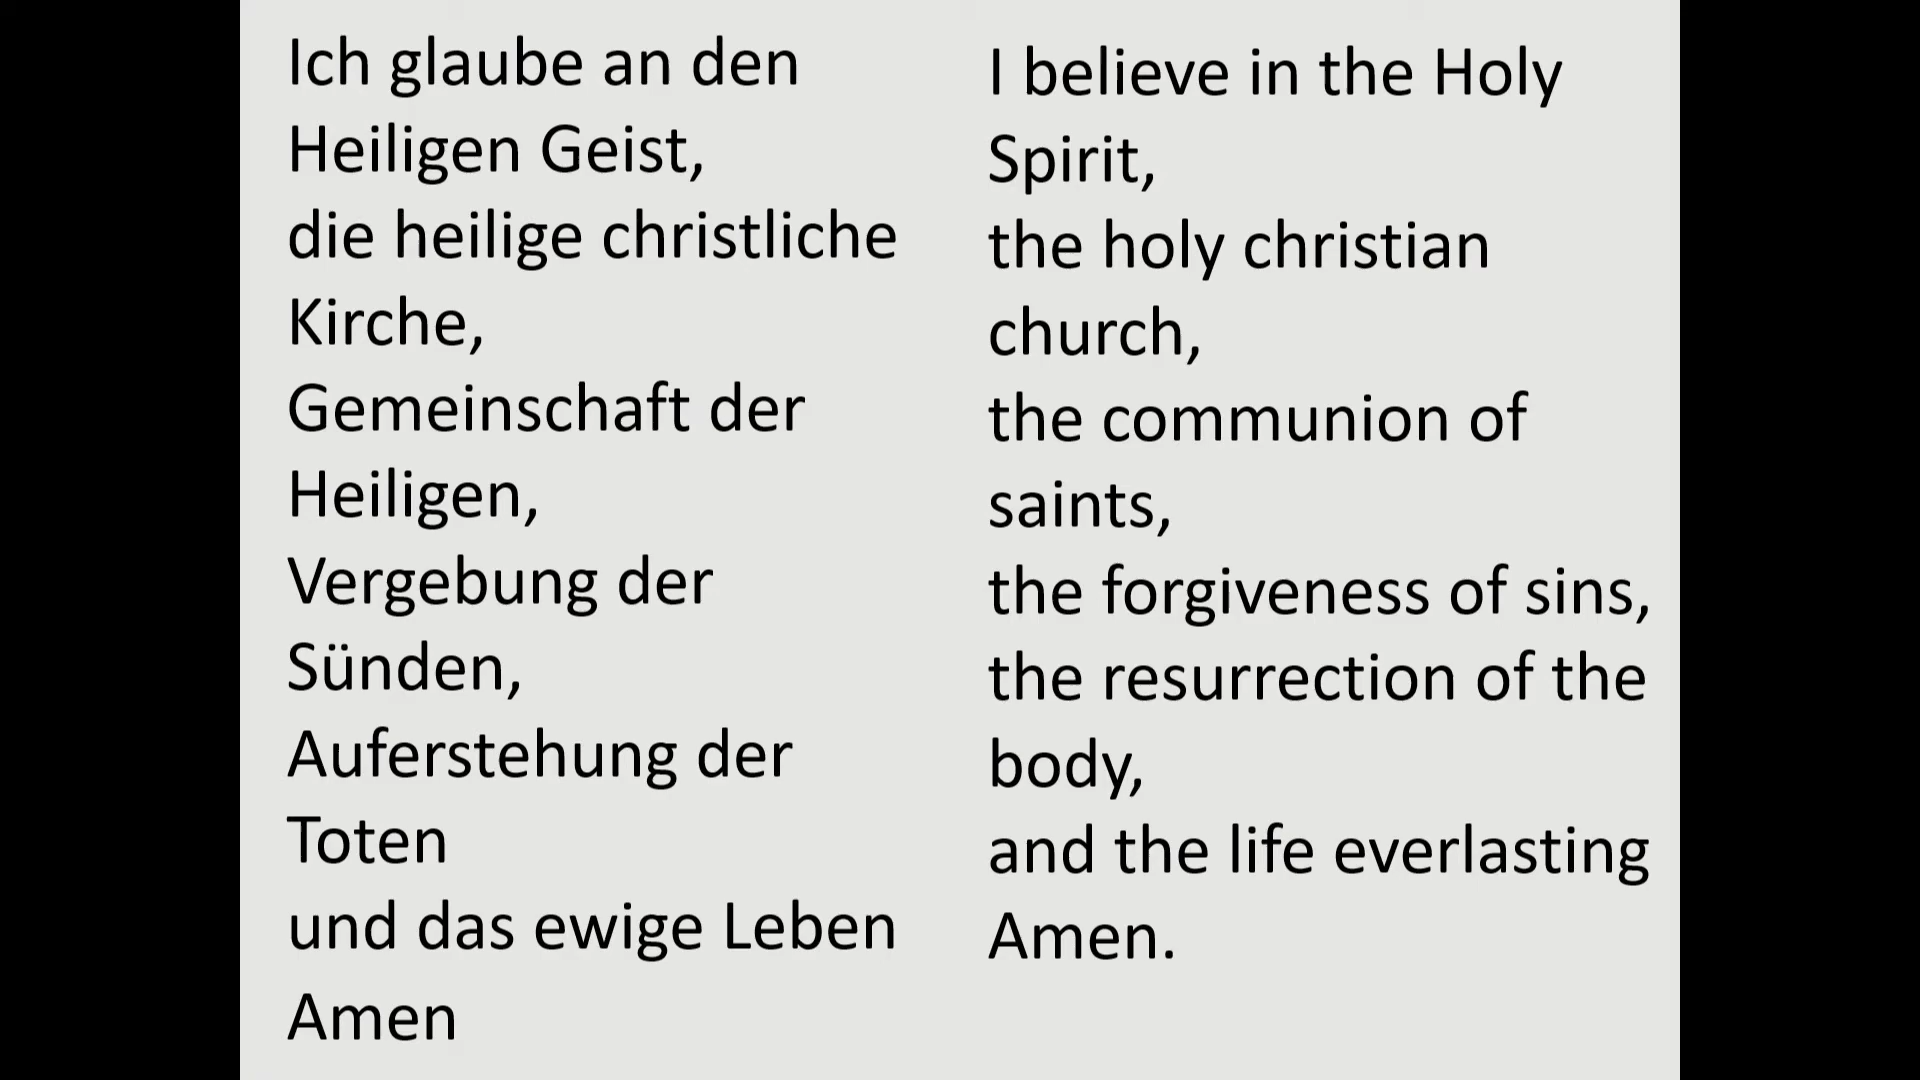 Ich glaube an den
Heiligen Geist,
die heilige christliche
Kirche,
Gemeinschaft der
Heiligen,
Vergebung der
Sünden,
Auferstehung der
Toten
und das ewige Leben
Amen
I believe in the Holy
Spirit,
the holy christian
church,
the communion of
saints,
the forgiveness of sins,
the resurrection of the
body,
and the life everlasting
Amen.